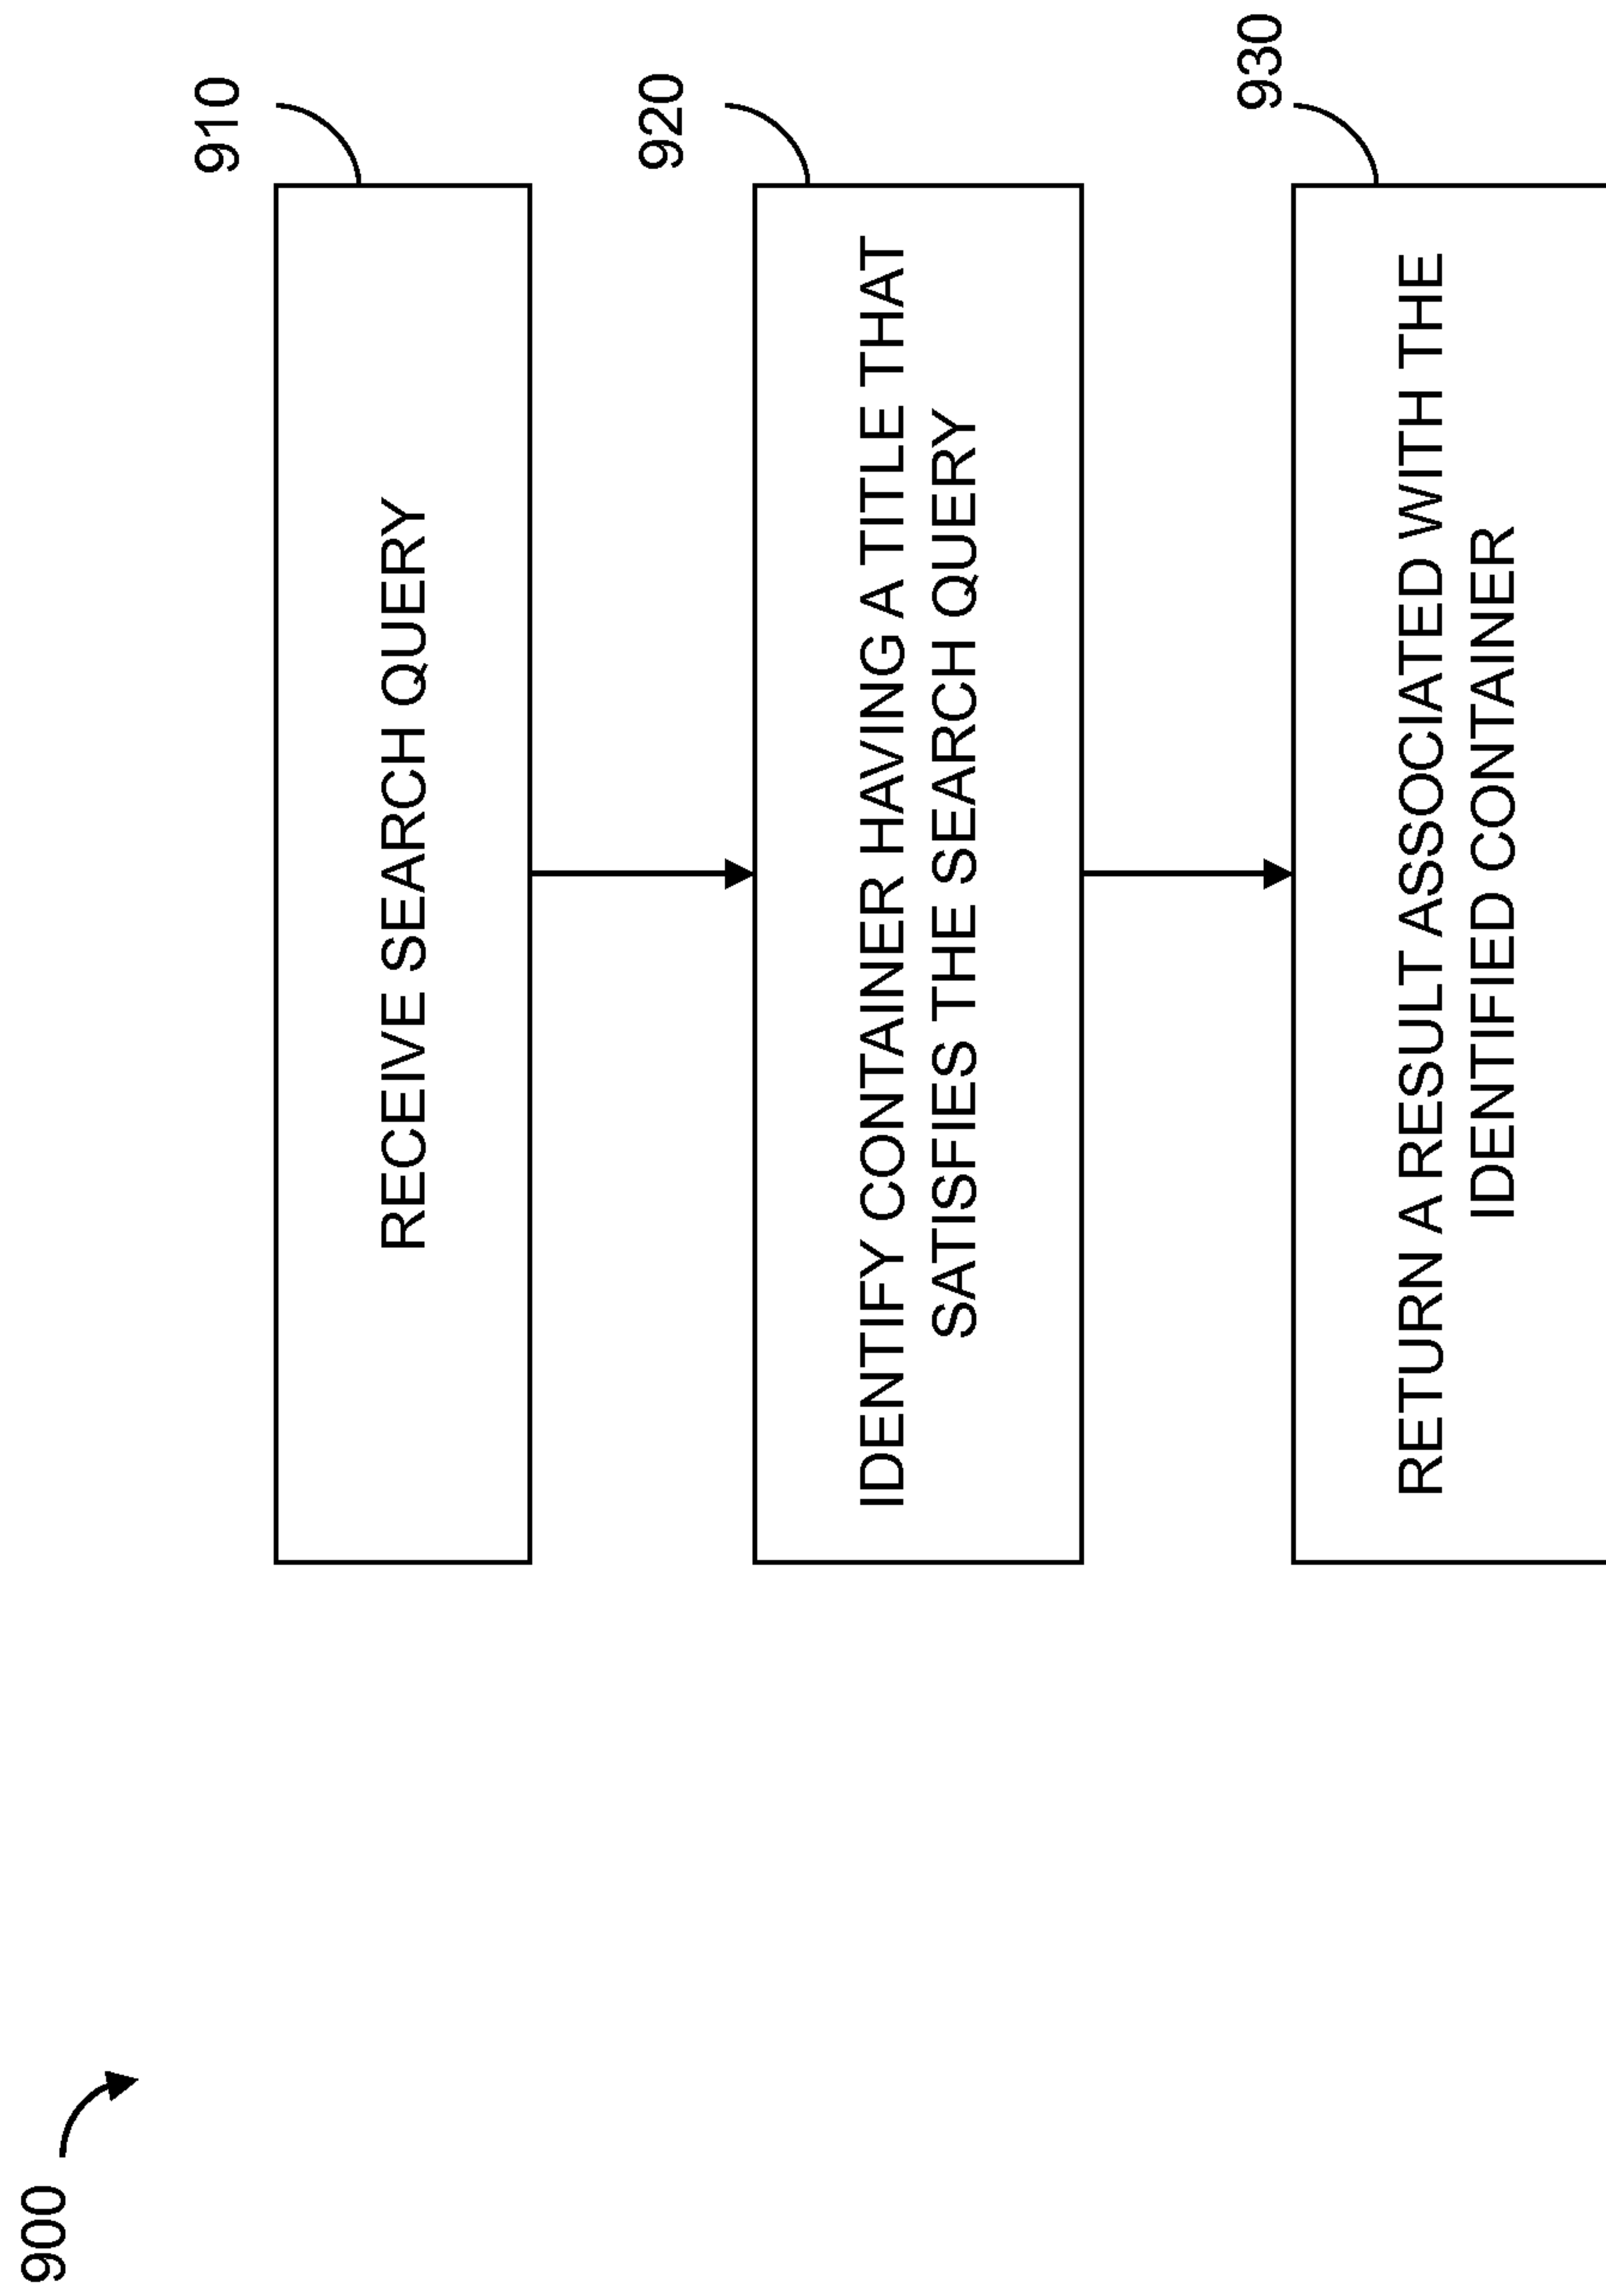 900
910
RECEIVE SEARCH QUERY
920
IDENTIFY CONTAINER HAVING A TITLE THAT
SATISFIES THE SEARCH QUERY
930
RETURN A RESULT ASSOCIATED WITH THE
IDENTIFIED CONTAINER